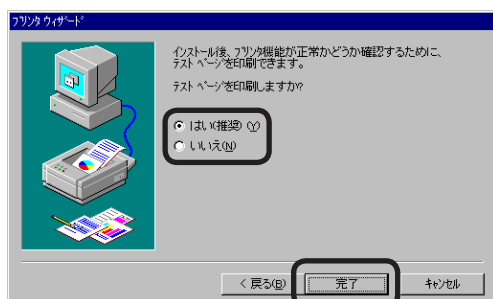 プリンタ ウィザード
インストール後、プリンタ機能が正常かどうか確認するために、
テスト ページを印刷できます。
テスト ページを印刷しますか?
はい(推奨) (Y)
いいえ(N)
< 戻る(B)
完了
キャンセル